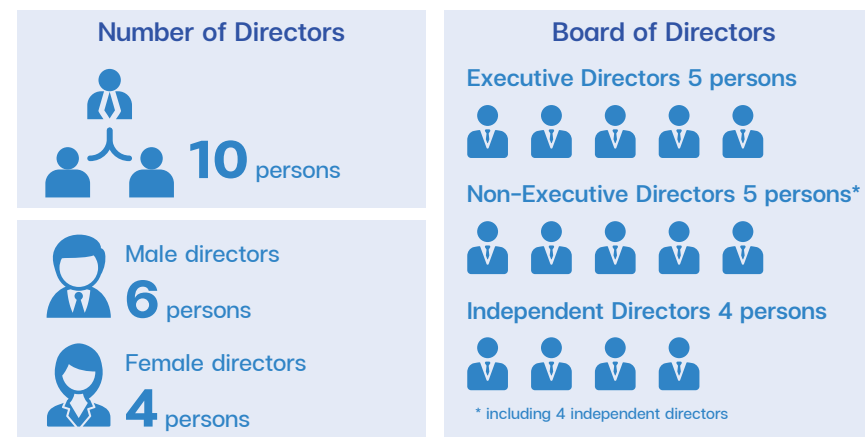 Number of Directors
10 persons
Male directors
6 persons
Female directors
4 persons
Board of Directors
Executive Directors 5 persons
Non-Executive Directors 5 persons*
Independent Directors 4 persons
* including 4 independent directors